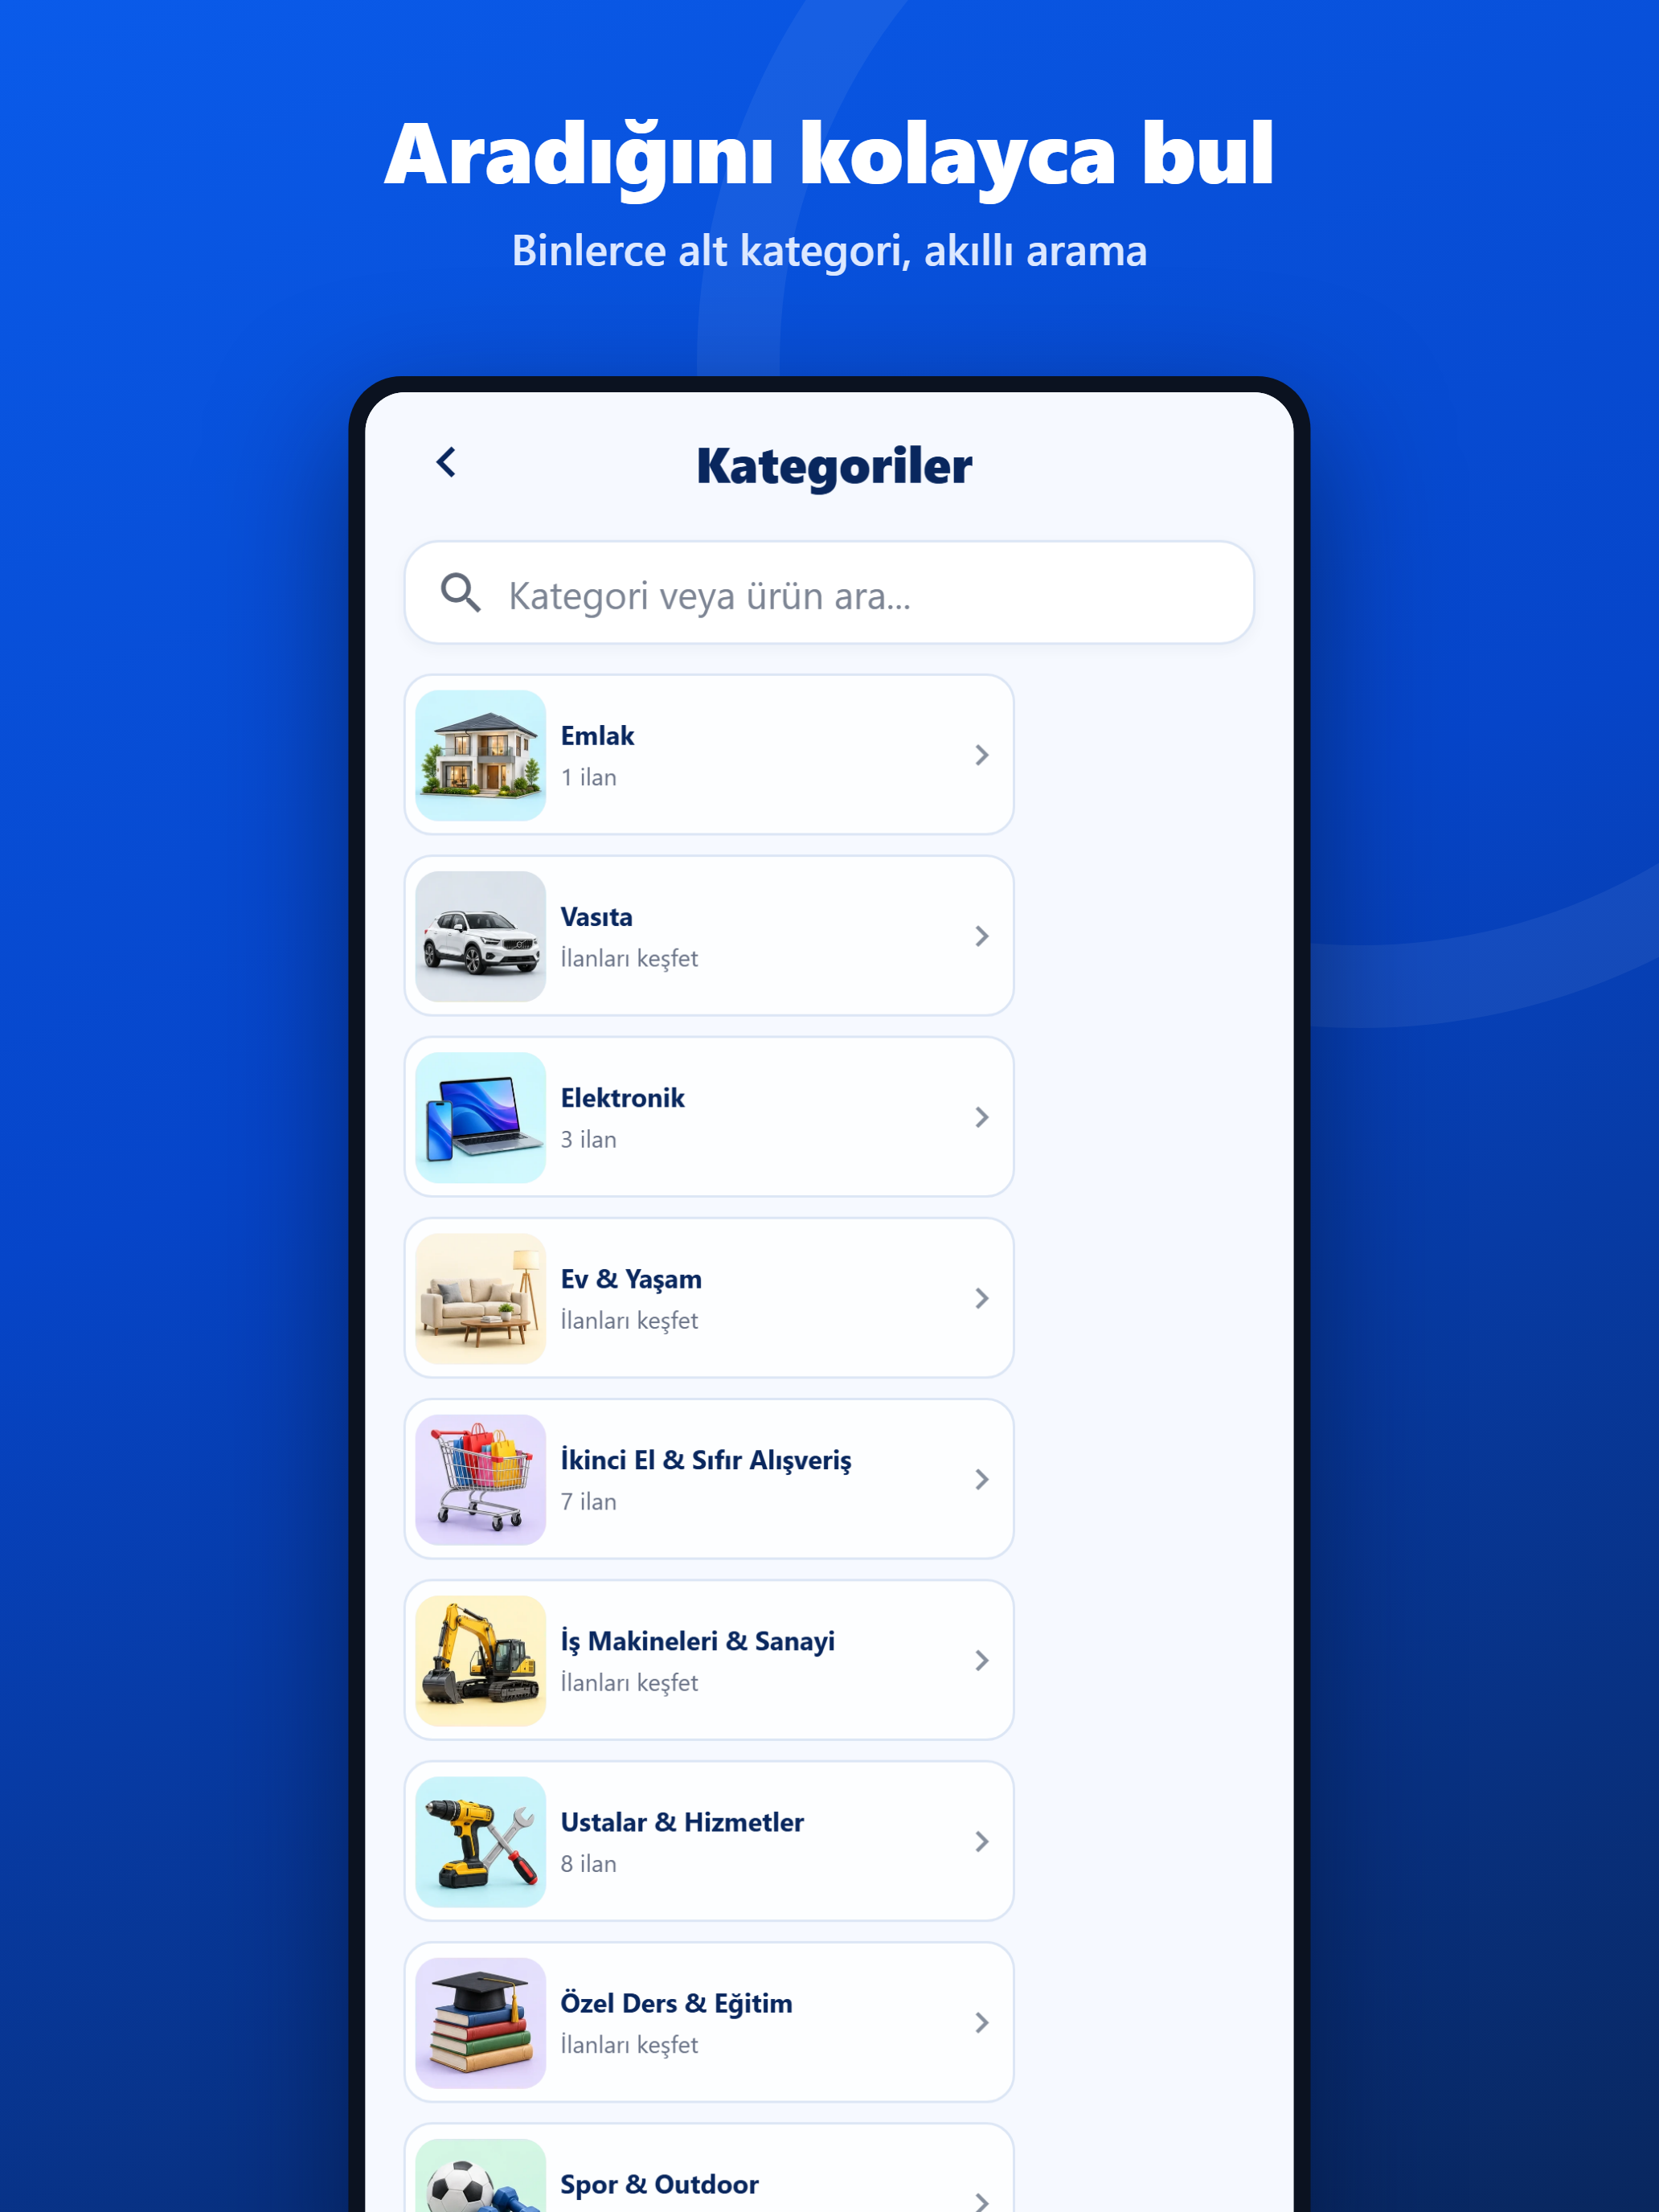 Aradığını kolayca bul
Binlerce alt kategori, akıllı arama
Kategoriler
Kategori veya ürün ara...
Emlak
1 ilan
Vasıta
İlanları keşfet
Elektronik
3 ilan
Ev & Yaşam
İlanları keşfet
İkinci El & Sıfır Alışveriş
7 ilan
İş Makineleri & Sanayi
İlanları keşfet
Ustalar & Hizmetler
8 ilan
Özel Ders & Eğitim
İlanları keşfet
Spor & Outdoor